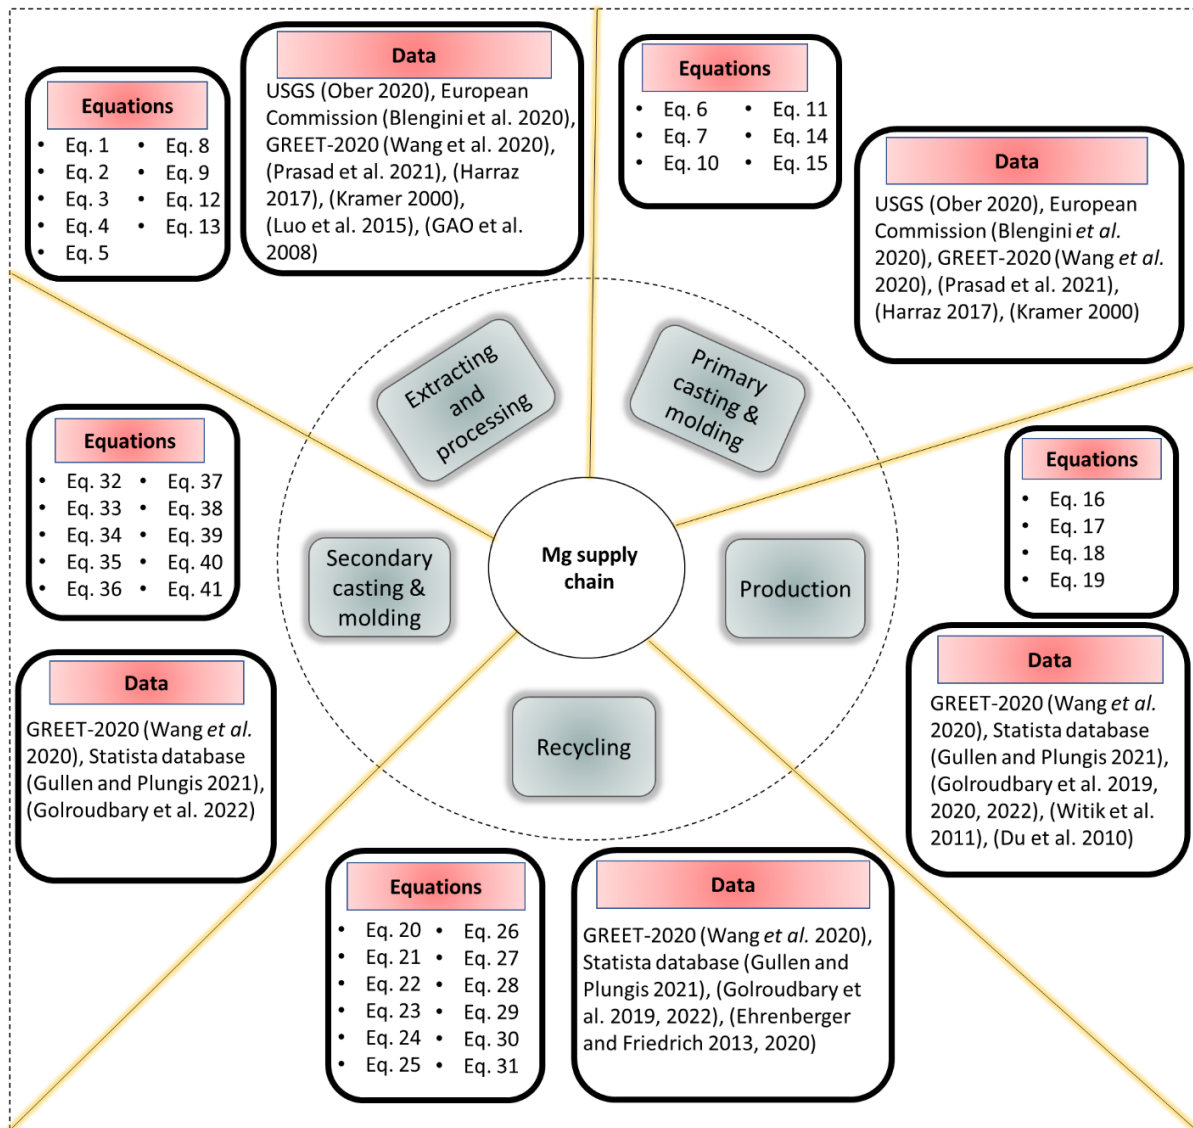 Equations
• Eq. 1 • Eq. 8
• Eq. 2 • Eq. 9
• Eq. 3 • Eq. 12
• Eq. 4 • Eq. 13
• Eq. 5
Data
USGS (Ober 2020), European
Commission (Blengini et al. 2020),
GREET-2020 (Wang et al. 2020),
(Prasad et al. 2021), (Harraz
2017), (Kramer 2000),
(Luo et al. 2015), (GAO et al.
2008)
Equations
• Eq. 6 • Eq. 11
• Eq. 7 • Eq. 14
• Eq. 10 • Eq. 15
Data
USGS (Ober 2020), European
Commission (Blengini et al.
2020), GREET-2020 (Wang et al.
2020), (Prasad et al. 2021),
(Harraz 2017), (Kramer 2000)
Extracting
and
processing
Primary
casting &
molding
Equations
• Eq. 32 • Eq. 37
• Eq. 33 • Eq. 38
• Eq. 34 • Eq. 39
• Eq. 35 • Eq. 40
• Eq. 36 • Eq. 41
Secondary
casting &
molding
Mg supply
chain
Production
Equations
• Eq. 16
• Eq. 17
• Eq. 18
• Eq. 19
Data
GREET-2020 (Wang et al.
2020), Statista database
(Gullen and Plungis 2021),
(Golroudbary et al. 2022)
Recycling
Data
GREET-2020 (Wang et al.
2020), Statista database
(Gullen and Plungis 2021),
(Golroudbary et al. 2019,
2020, 2022), (Witik et al.
2011), (Du et al. 2010)
Equations
• Eq. 20 • Eq. 26
• Eq. 21 • Eq. 27
• Eq. 22 • Eq. 28
• Eq. 23 • Eq. 29
• Eq. 24 • Eq. 30
• Eq. 25 • Eq. 31
Data
GREET-2020 (Wang et al. 2020),
Statista database (Gullen and
Plungis 2021), (Golroudbary et
al. 2019, 2022), (Ehrenberger
and Friedrich 2013, 2020)